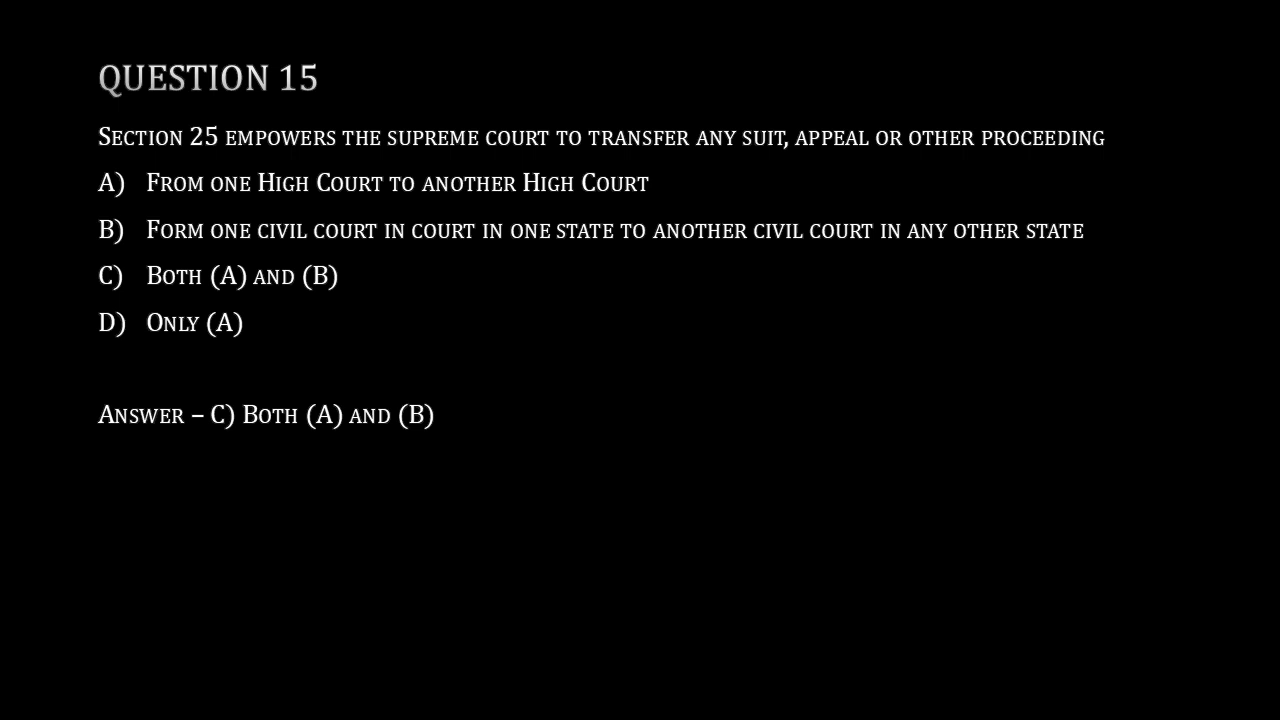 QUESTION 15
SECTION 25 EMPOWERS THE SUPREME COURT TO TRANSFER ANY SUIT, APPEAL OR OTHER PROCEEDING
A) FROM ONE HIGH COURT TO ANOTHER HIGH COURT
B) FORM ONE CIVIL COURT IN COURT IN ONE STATE TO ANOTHER CIVIL COURT IN ANY OTHER STATE
C) BOTH (A) AND (B)
D) ONLY (A)
ANSWER – C) BOTH (A) AND (B)